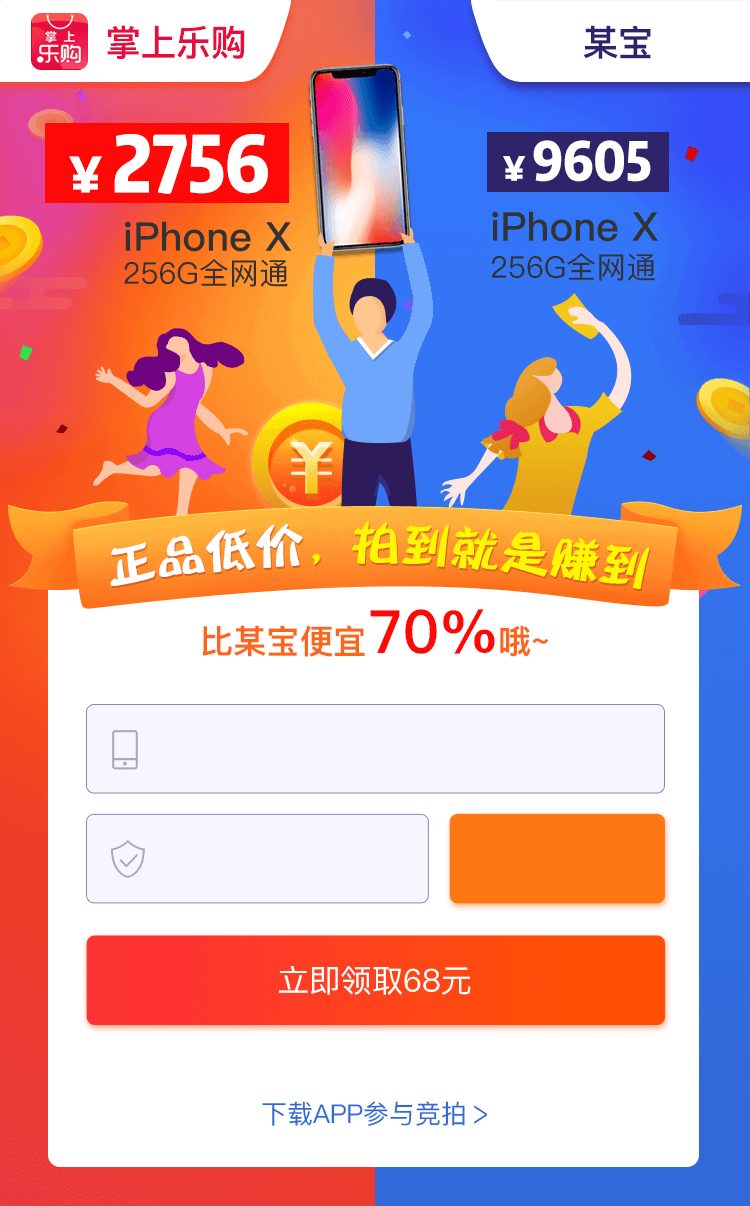 掌上
乐购
掌上乐购
某宝
¥2756
¥9605
iPhone X
256G全网通
iPhone X
256G全网通
¥
正品低价，拍到就是赚到
比某宝便宜70%哦~
立即领取68元
下载APP参与竞拍 >